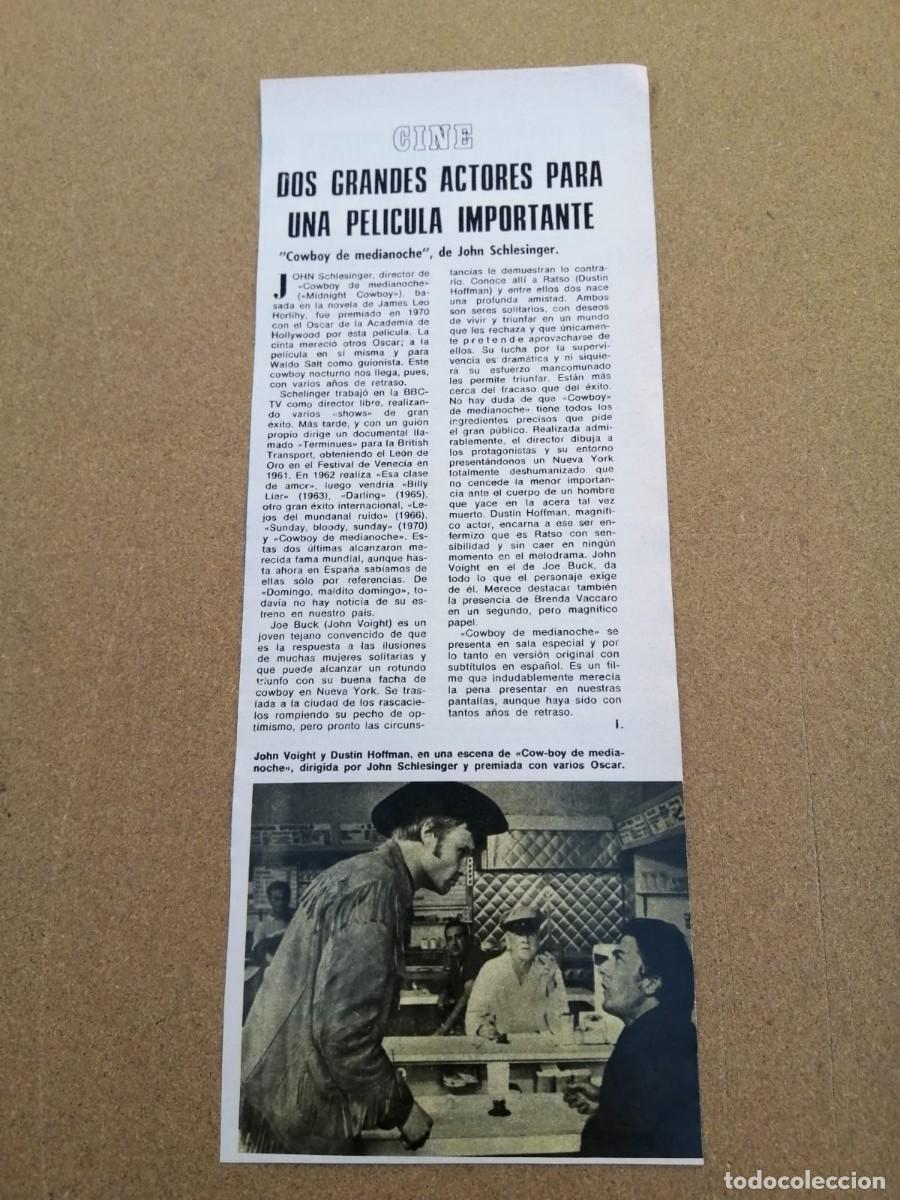 CINE
DOS GRANDES ACTORES PARA
UNA PELICULA IMPORTANTE
"Cowboy de medianoche", de John Schlesinger.
JOHN Schlesinger, director de
«Cowboy de medianoche»
(«Midnight Cowboy»), ba-
sada en la novela de James Leo
Herlihy, fue premiado en 1970
con el Oscar de la Academia de
Hollywood por esta película. La
cinta mereció otros Oscar; a la
película en sí misma y para
Waldo Salt como guionista. Este
cowboy nocturno nos llega, pues,
con varios años de retraso.
Schelinger trabajó en la BBC-
TV como director libre, realizan-
do varios «shows» de gran
éxito. Más tarde, y con un guión
propio dirige un documental lla-
mado «Terminues» para la British
Transport, obteniendo el León de
Oro en el Festival de Venecia en
1961. En 1962 realiza «Esa clase
de amor», luego vendría «Billy
Liar» (1963), «Darling» (1965),
otro gran éxito internacional, «Le-
jos del mundanal ruido» (1966),
«Sunday, bloody, sunday» (1970)
y «Cowboy de medianoche». Es-
tas dos últimas alcanzaron me-
recida fama mundial, aunque has-
ta ahora en España sabíamos de
ellas sólo por referencias. De
«Domingo, maldito domingo», to-
davía no hay noticia de su es-
treno en nuestro país.
Joe Buck (John Voight) es un
joven tejano convencido de que
es la respuesta a las ilusiones
de muchas mujeres solitarias y
que puede alcanzar un rotundo
triunfo con su buena facha de
cowboy en Nueva York. Se tras-
lada a la ciudad de los rascacie-
los rompiendo su pecho de op-
timismo, pero pronto las circuns-
tancias le demuestran lo contra-
rio. Conoce allí a Ratso (Dustin
Hoffman) y entre ellos dos nace
una profunda amistad. Ambos
son seres solitarios, con deseos
de vivir y triunfar en un mundo
que les rechaza y que únicamen-
te pretende aprovacharse de
ellos. Su lucha por la supervi-
vencia es dramática y ni siquie-
ra su esfuerzo mancomunado
les permite triunfar. Están más
cerca del fracaso que del éxito.
No hay duda de que «Cowboy»
de medianoche» tiene todos los
ingredientes precisos que pide
el gran público. Realizada admi-
rablemente, el director dibuja a
los protagonistas y su entorno
presentándonos un Nueva York
totalmente deshumanizado que
no cencede la menor importan-
cia ante el cuerpo de un hombre
que yace en la acera tal vez
muerto. Dustin Hoffman, magnífi-
co actor, encarna a ese ser en-
fermizo que es Ratso con sen-
sibilidad y sin caer en ningún
momento en el melodrama. John
Voight en el de Joe Buck, da
todo lo que el personaje exige
de él. Merece destacar también
la presencia de Brenda Vaccaro
en un segundo, pero magnífico
papel.
«Cowboy de medianoche» se
presenta en sala especial y por
lo tanto en versión original con
subtítulos en español. Es un fil-
me que indudablemente merecía
la pena presentar en nuestras
pantallas, aunque haya sido con
tantos años de retraso.
I.
John Voight y Dustin Hoffman, en una escena de «Cow-boy de media-
noche», dirigida por John Schlesinger y premiada con varios Oscar.
todocoleccion